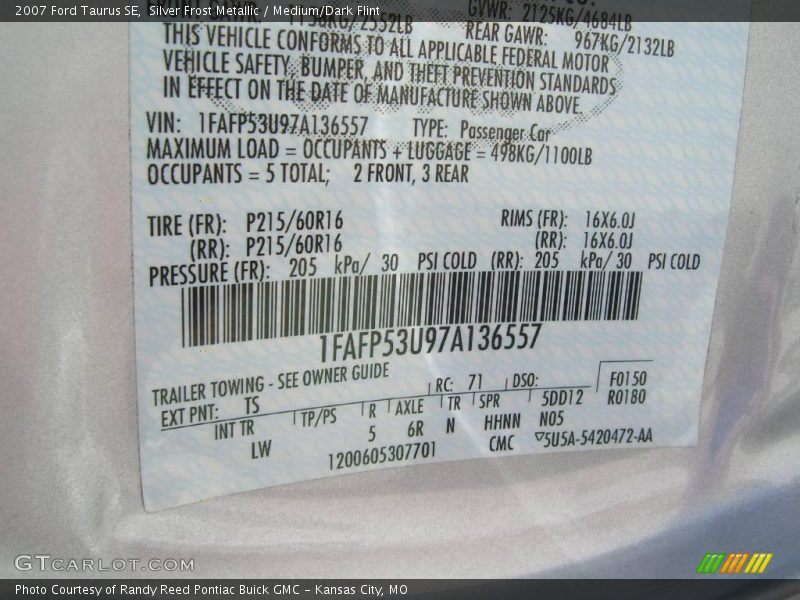 2007 Ford Taurus SE, Silver Frost Metallic / Medium/Dark Flint
GVWR: 2125KG/4684LB
1158KG/2552LB REAR GAWR: 967KG/2132LB
THIS VEHICLE CONFORMS TO ALL APPLICABLE FEDERAL MOTOR
VEHICLE SAFETY, BUMPER, AND THEFT PREVENTION STANDARDS
IN EFFECT ON THE DATE OF MANUFACTURE SHOWN ABOVE.
VIN: 1FAFP53U97A136557 TYPE: Passenger Car
MAXIMUM LOAD = OCCUPANTS + LUGGAGE = 498KG/1100LB
OCCUPANTS = 5 TOTAL; 2 FRONT, 3 REAR
TIRE (FR): P215/60R16 RIMS (FR): 16X6.0J
(RR): P215/60R16 (RR): 16X6.0J
PRESSURE (FR): 205 kPa/ 30 PSI COLD (RR): 205 kPa/ 30 PSI COLD
1FAFP53U97A136557
TRAILER TOWING - SEE OWNER GUIDE
RC: 71 DSO: F0150
EXT PNT: TS R0180
INT TR TP/PS R AXLE TR SPR 5DD12
LW 5 6R N HHNN N05
1200605307701 CMC ▽5U5A-5420472-AA
GTCARLOT.COM
Photo Courtesy of Randy Reed Pontiac Buick GMC - Kansas City, MO